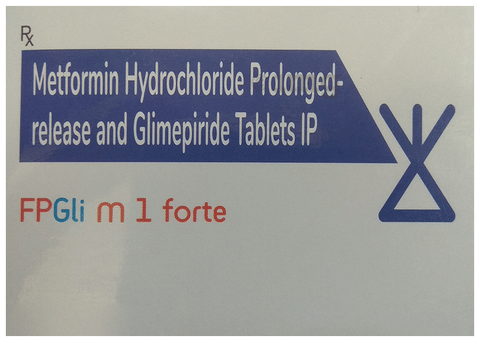 Rx
Metformin Hydrochloride Prolonged-
release and Glimepiride Tablets IP
FPGli m 1 forte